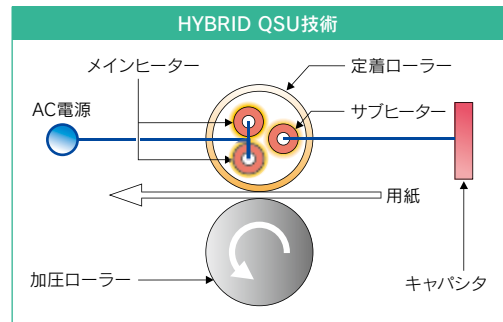 HYBRID QSU技術
メインヒーター
定着ローラー
AC電源
サブヒーター
用紙
加圧ローラー
キャパシタ